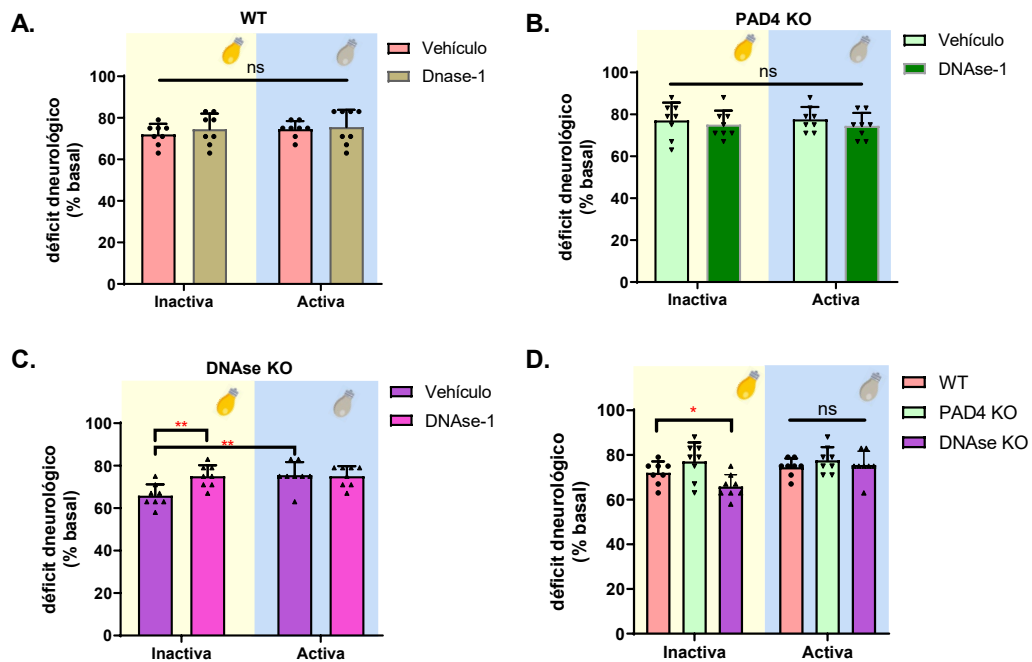 A.
WT
Vehículo
Dnase-1
ns
100
80
60
40
20
0
déficit dneurológico
(% basal)
Inactiva
Activa
B.
PAD4 KO
Vehículo
DNAse-1
ns
100
80
60
40
20
0
déficit dneurológico
(% basal)
Inactiva
Activa
C.
DNAse KO
Vehículo
DNAse-1
**
**
100
80
60
40
20
0
déficit dneurológico
(% basal)
Inactiva
Activa
D.
WT
PAD4 KO
DNAse KO
*
ns
100
80
60
40
20
0
déficit dneurológico
(% basal)
Inactiva
Activa